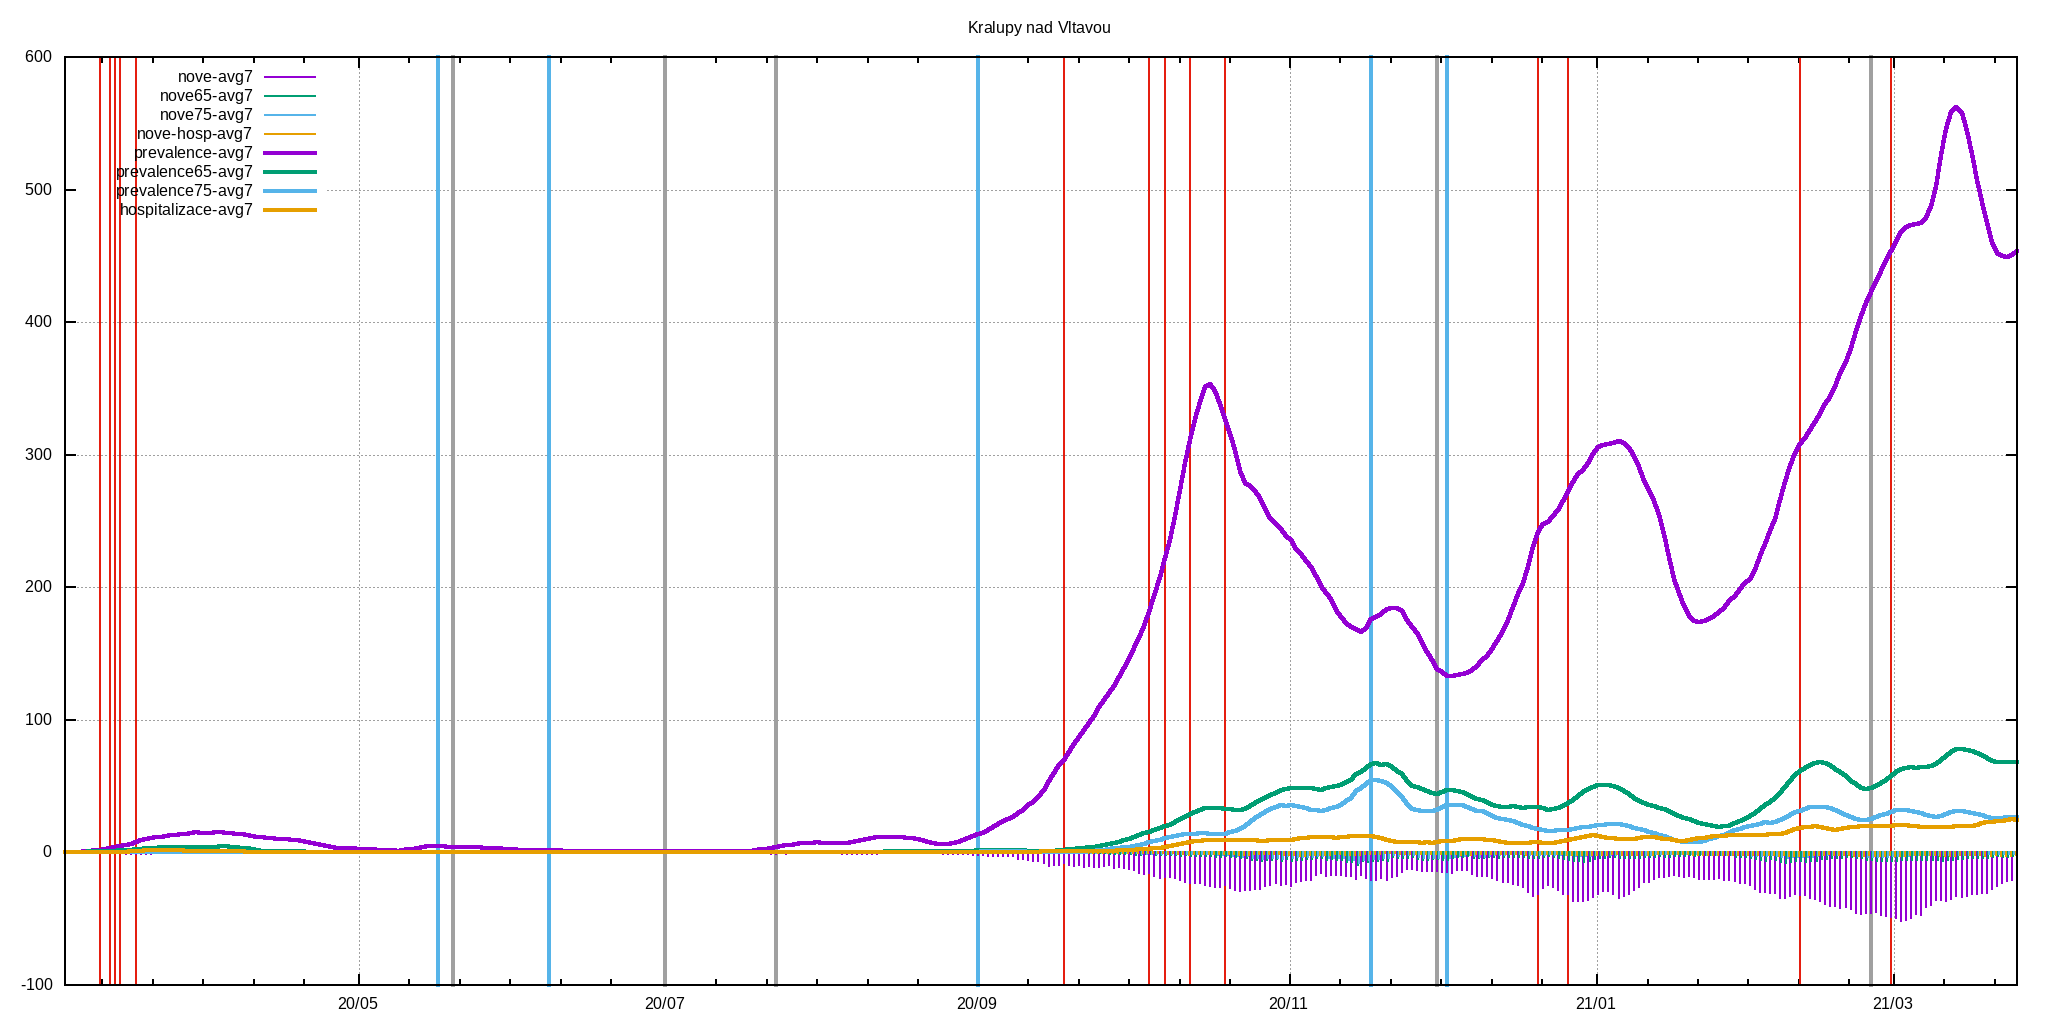 Kralupy nad Vltavou
600
500
400
300
200
100
0
-100
nove-avg7
nove65-avg7
nove75-avg7
nove-hosp-avg7
prevalence-avg7
prevalence65-avg7
prevalence75-avg7
hospitalizace-avg7
20/05 20/07 20/09 20/11 21/01 21/03